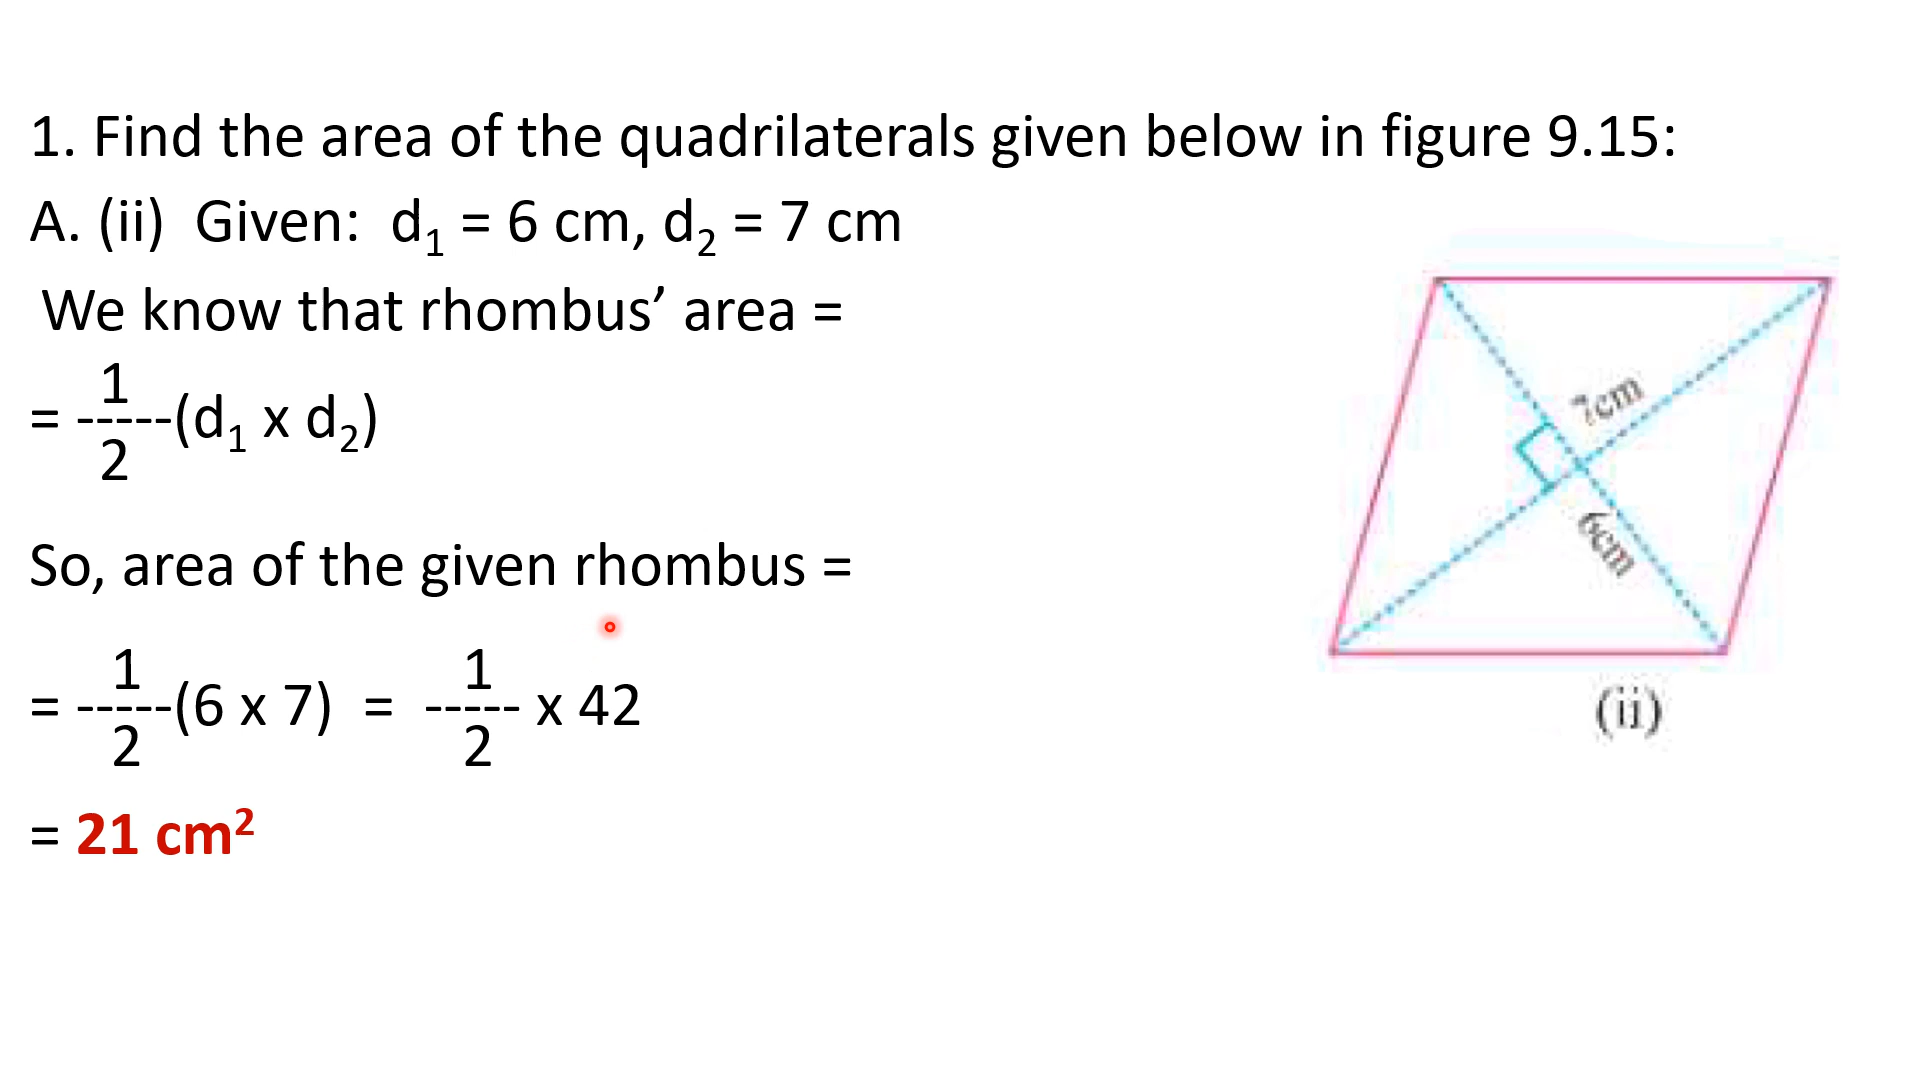 1. Find the area of the quadrilaterals given below in figure 9.15:
A. (ii) Given: d₁ = 6 cm, d₂ = 7 cm
We know that rhombus’ area =
1
= -----(d₁ x d₂)
2
So, area of the given rhombus =
1 1
= -----(6 x 7) = ----- x 42
2 2
= 21 cm²
7cm
6cm
(ii)